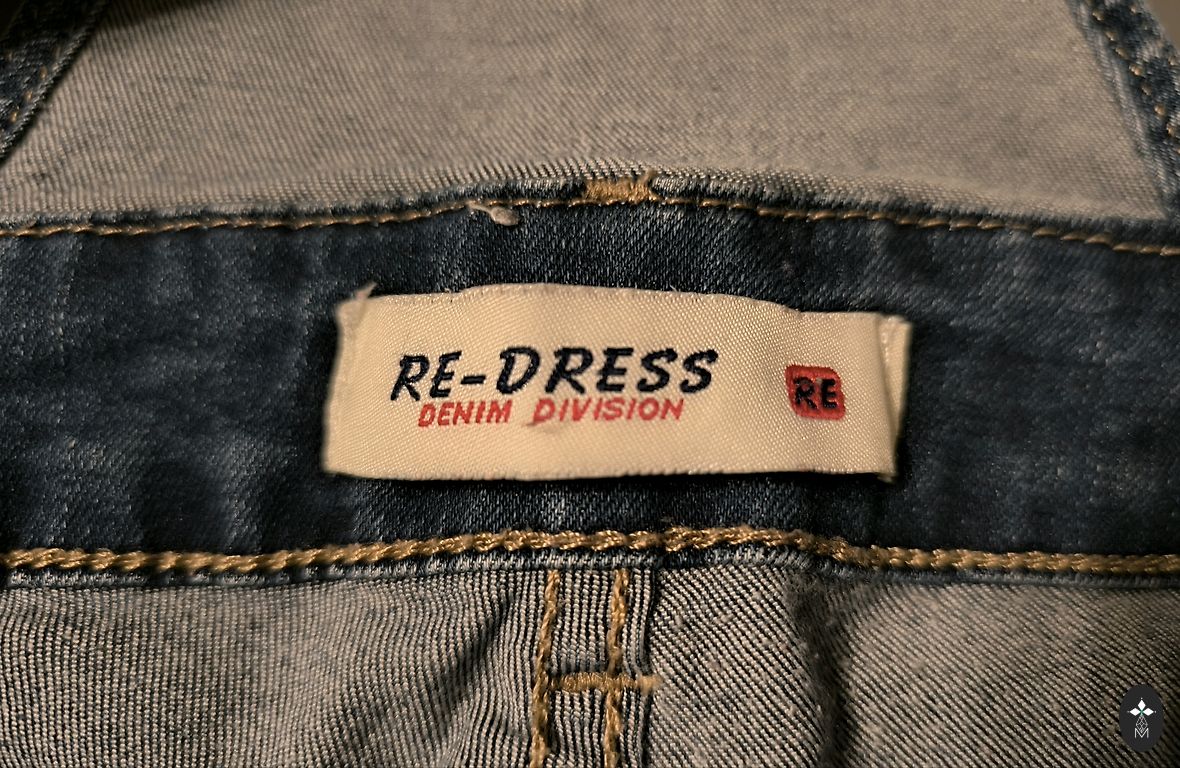 RE-DRESS
DENIM DIVISION
RE
M